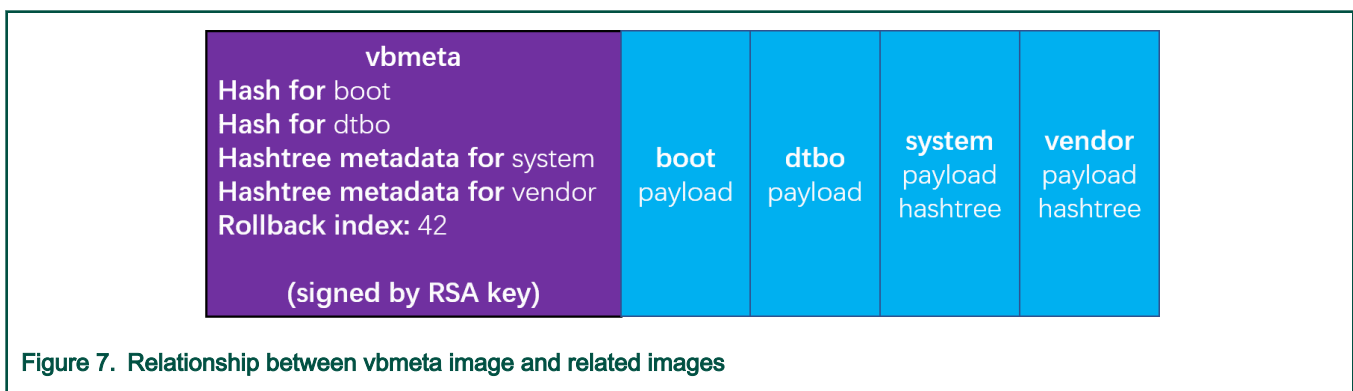 vbmeta
Hash for boot
Hash for dtbo
Hashtree metadata for system
Hashtree metadata for vendor
Rollback index: 42
(signed by RSA key)
boot
payload
dtbo
payload
system
payload
hashtree
vendor
payload
hashtree
Figure 7. Relationship between vbmeta image and related images